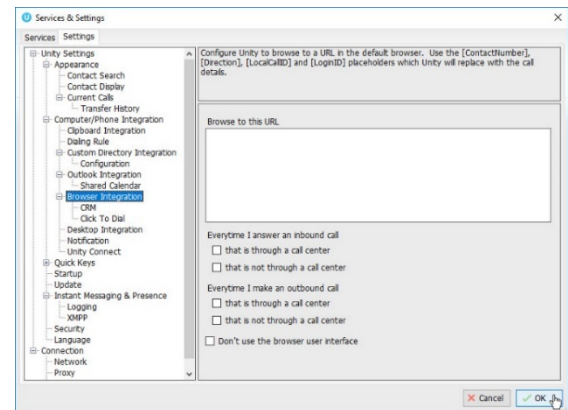 Services & Settings
Services Settings
Unity Settings
Appearance
Contact Search
Contact Display
Current Calls
Transfer History
Computer/Phone Integration
Clipboard Integration
Dialing Rule
Custom Directory Integration
Configuration
Outlook Integration
Shared Calendar
Browser Integration
CRM
Click To Dial
Desktop Integration
Notification
Unity Connect
Quick Keys
Startup
Update
Instant Messaging & Presence
Logging
XMPP
Security
Language
Connection
Network
Proxy
Configure Unity to browse to a URL in the default browser. Use the [ContactNumber],
[Direction], [LocalCallID] and [LoginID] placeholders which Unity will replace with the call
details.
Browse to this URL
Everytime I answer an inbound call
that is through a call center
that is not through a call center
Everytime I make an outbound call
that is through a call center
that is not through a call center
Don't use the browser user interface
Cancel OK